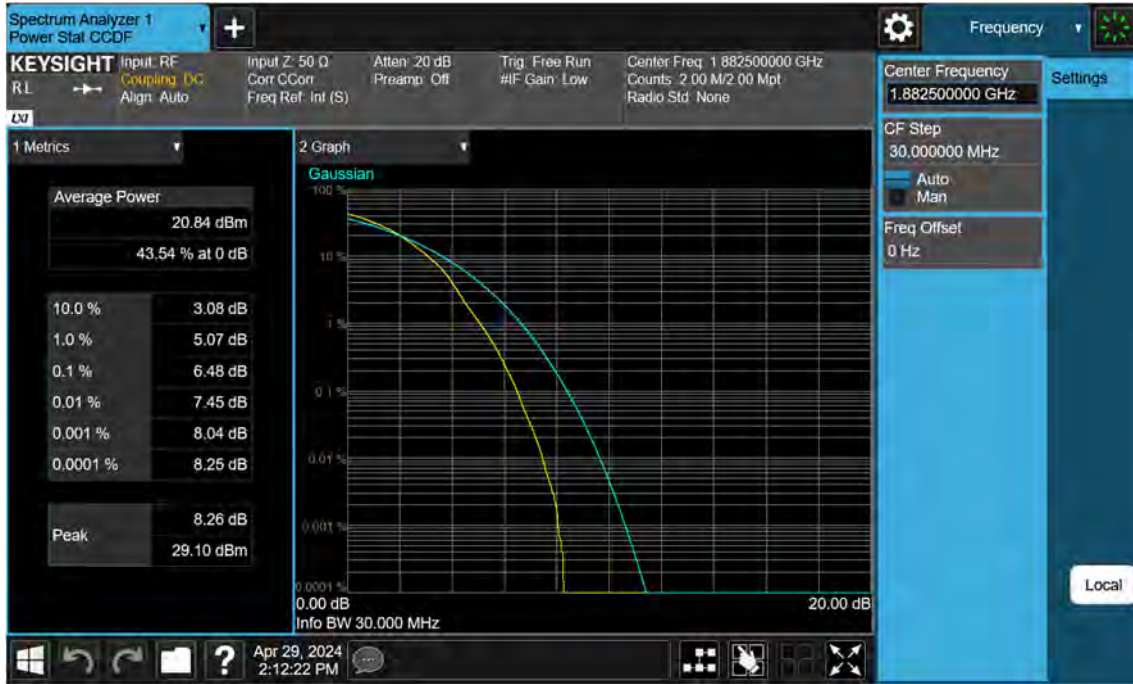 Spectrum Analyzer 1
Power Stat CCDF
Frequency
KEYSIGHT
RL
LXI
Input: RF
Coupling: DC
Align: Auto
Input Z: 50 Ω
Corr CCorr
Freq Ref: Int (S)
Atten: 20 dB
Preamp: Off
Trig: Free Run
#IF Gain: Low
Center Freq: 1.882500000 GHz
Counts: 2.00 M/2.00 Mpt
Radio Std: None
Center Frequency
1.882500000 GHz
Settings
CF Step
30.000000 MHz
Auto
Man
Freq Offset
0 Hz
Local
1 Metrics
Average Power
20.84 dBm
43.54 % at 0 dB
10.0 % 3.08 dB
1.0 % 5.07 dB
0.1 % 6.48 dB
0.01 % 7.45 dB
0.001 % 8.04 dB
0.0001 % 8.25 dB
Peak
8.26 dB
29.10 dBm
2 Graph
Gaussian
100 %
10 %
1 %
0.1 %
0.01 %
0.001 %
0.0001 %
0.00 dB 20.00 dB
Info BW 30.000 MHz
?
Apr 29, 2024
2:12:22 PM